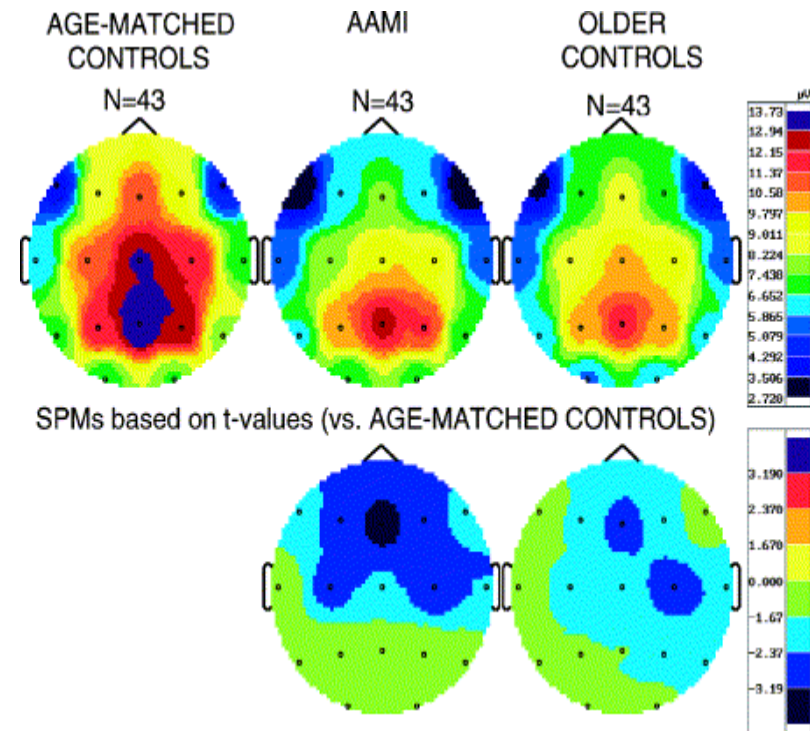 AGE-MATCHED
CONTROLS
AAMI
OLDER
CONTROLS
N=43
N=43
N=43
13.73
12.94
12.15
11.37
10.58
9.797
9.011
8.224
7.438
6.652
5.865
5.079
4.292
3.506
2.720
SPMs based on t-values (vs. AGE-MATCHED CONTROLS)
3.190
2.370
1.670
0.000
-1.67
-2.37
-3.19